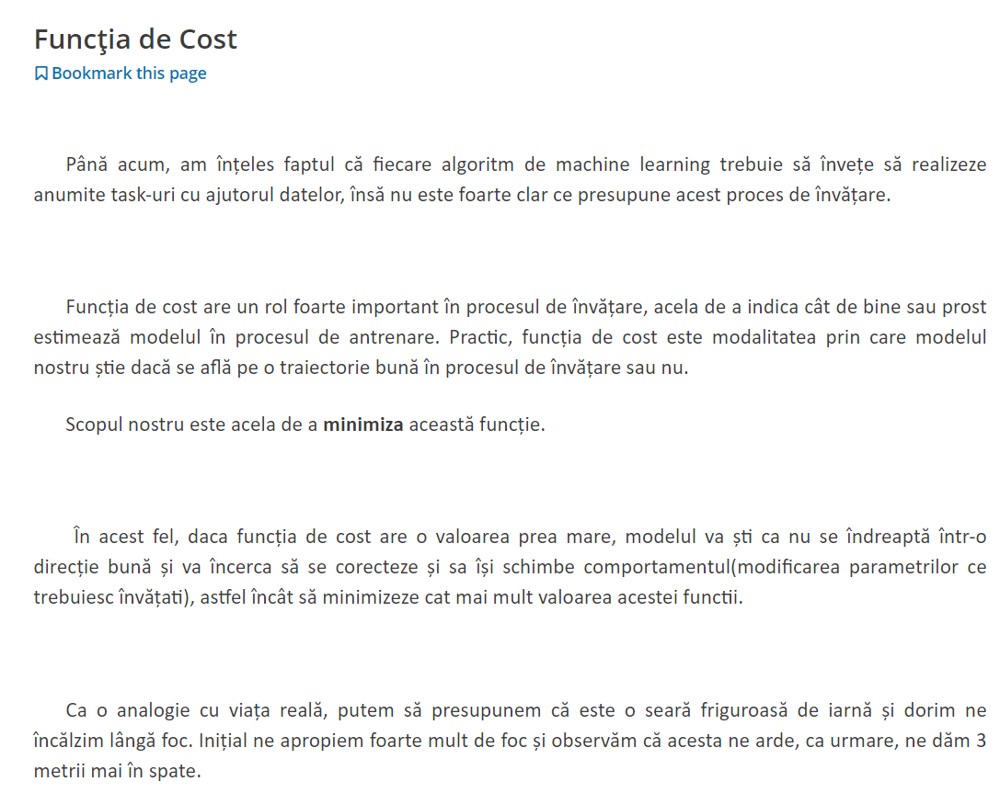 Funcţia de Cost
Bookmark this page
Până acum, am înțeles faptul că fiecare algoritm de machine learning trebuie să învețe să realizeze
anumite task-uri cu ajutorul datelor, însă nu este foarte clar ce presupune acest proces de învățare.
Funcția de cost are un rol foarte important în procesul de învățare, acela de a indica cât de bine sau prost
estimează modelul în procesul de antrenare. Practic, funcția de cost este modalitatea prin care modelul
nostru știe dacă se află pe o traiectorie bună în procesul de învățare sau nu.
Scopul nostru este acela de a minimiza această funcție.
În acest fel, daca funcția de cost are o valoarea prea mare, modelul va ști ca nu se îndreaptă într-o
direcție bună și va încerca să se corecteze și sa își schimbe comportamentul(modificarea parametrilor ce
trebuiesc învățati), astfel încât să minimizeze cat mai mult valoarea acestei functii.
Ca o analogie cu viața reală, putem să presupunem că este o seară friguroasă de iarnă și dorim ne
încălzim lângă foc. Inițial ne apropiem foarte mult de foc și observăm că acesta ne arde, ca urmare, ne dăm 3
metrii mai în spate.